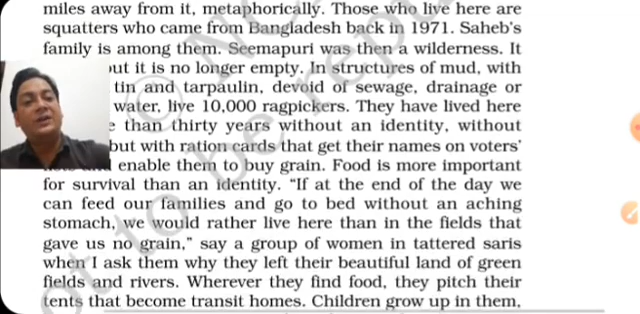 miles away from it, metaphorically. Those who live here are
squatters who came from Bangladesh back in 1971. Saheb's
family is among them. Seemapuri was then a wilderness. It
but it is no longer empty. In structures of mud, with
tin and tarpaulin, devoid of sewage, drainage or
water, live 10,000 ragpickers. They have lived here
than thirty years without an identity, without
but with ration cards that get their names on voters'
enable them to buy grain. Food is more important
for survival than an identity. “If at the end of the day we
can feed our families and go to bed without an aching
stomach, we would rather live here than in the fields that
gave us no grain,” say a group of women in tattered saris
when I ask them why they left their beautiful land of green
fields and rivers. Wherever they find food, they pitch their
tents that become transit homes. Children grow up in them,